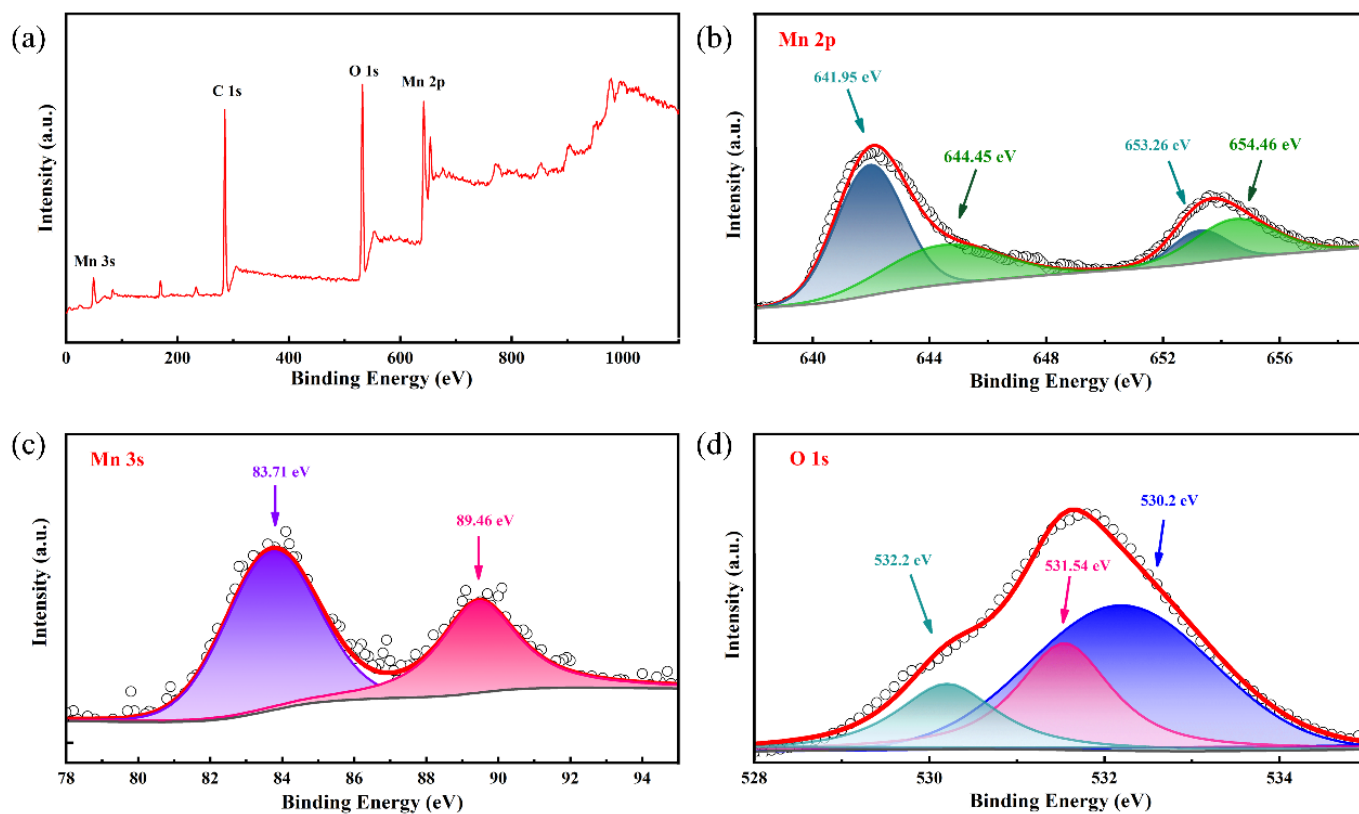 (a)
Mn 3s
C 1s
O 1s
Mn 2p
Intensity (a.u.)
0 200 400 600 800 1000
Binding Energy (eV)
(b)
Mn 2p
641.95 eV
644.45 eV
653.26 eV
654.46 eV
Intensity (a.u.)
640 644 648 652 656
Binding Energy (eV)
(c)
Mn 3s
83.71 eV
89.46 eV
Intensity (a.u.)
78 80 82 84 86 88 90 92 94
Binding Energy (eV)
(d)
O 1s
532.2 eV
531.54 eV
530.2 eV
Intensity (a.u.)
528 530 532 534
Binding Energy (eV)